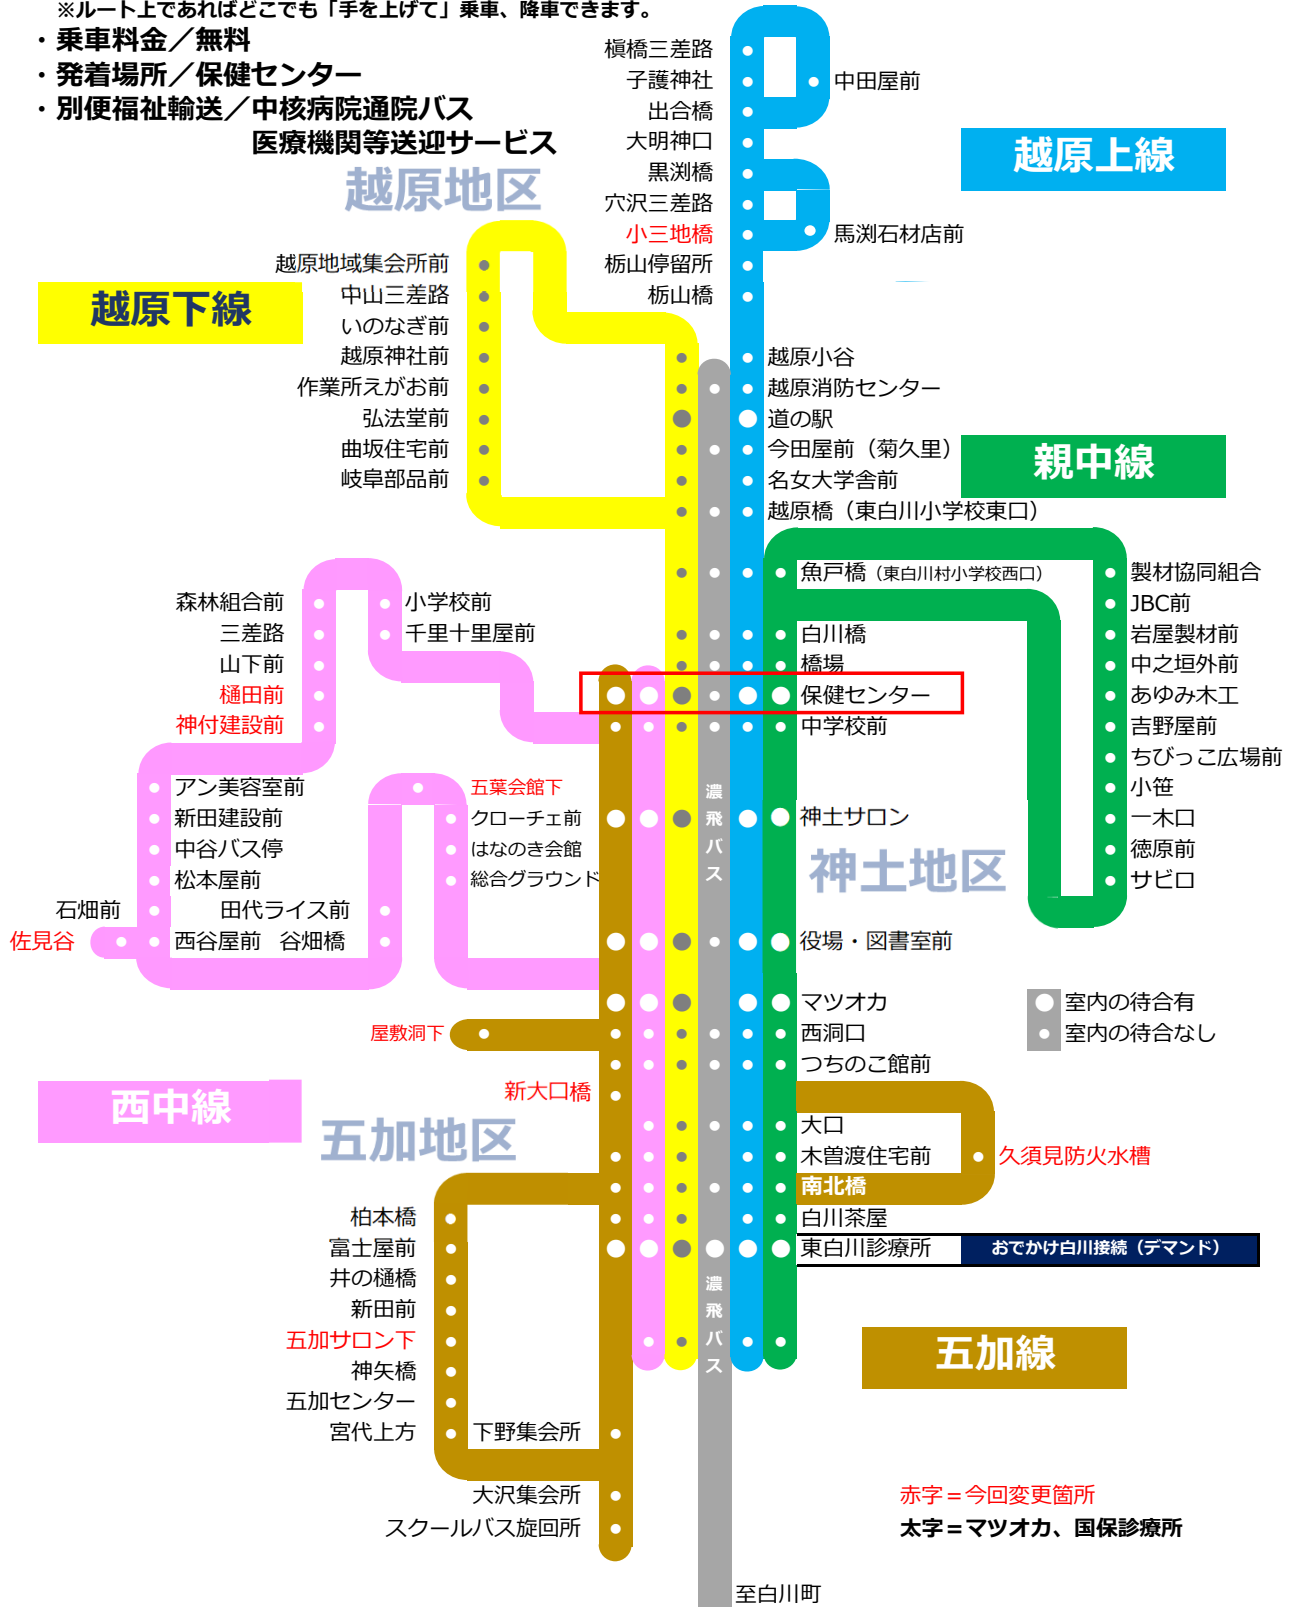 ※ルート上であればどこでも「手を上げて」乗車、降車できます。
・乗車料金／無料
・発着場所／保健センター
・別便福祉輸送／中核病院通院バス
医療機関等送迎サービス
越原地区
槇橋三差路
子護神社
中田屋前
出合橋
大明神口
黒渕橋
穴沢三差路
小三地橋
馬渕石材店前
栃山停留所
栃山橋
越原上線
越原下線
越原地域集会所前
中山三差路
いのなぎ前
越原神社前
作業所えがお前
弘法堂前
曲坂住宅前
岐阜部品前
越原小谷
越原消防センター
道の駅
今田屋前（菊久里）
名女大学舎前
越原橋（東白川小学校東口）
親中線
魚戸橋（東白川村小学校西口）
白川橋
橋場
保健センター
中学校前
製材協同組合
JBC前
岩屋製材前
中之垣外前
あゆみ木工
吉野屋前
ちびっこ広場前
小笹
一木口
徳原前
サビロ
森林組合前
三差路
山下前
樋田前
神付建設前
小学校前
千里十里屋前
アン美容室前
新田建設前
中谷バス停
松本屋前
石畑前
佐見谷
西谷屋前
谷畑橋
田代ライス前
五葉会館下
クローチェ前
はなのき会館
総合グラウンド
濃飛バス
神土サロン
神土地区
役場・図書室前
マツオカ
西洞口
つちのこ館前
室内の待合有
室内の待合なし
屋敷洞下
新大口橋
西中線
五加地区
大口
木曽渡住宅前
久須見防火水槽
南北橋
白川茶屋
東白川診療所
おでかけ白川接続（デマンド）
柏本橋
富士屋前
井の樋橋
新田前
五加サロン下
神矢橋
五加センター
宮代上方
濃飛バス
五加線
下野集会所
大沢集会所
スクールバス旋回所
赤字＝今回変更箇所
太字＝マツオカ、国保診療所
至白川町